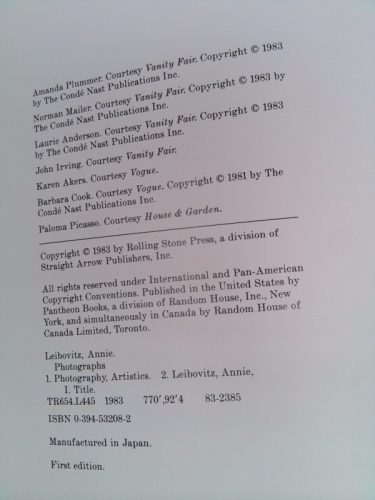 Amanda Plummer. Courtesy Vanity Fair. Copyright © 1983
by The Condé Nast Publications Inc.
Norman Mailer. Courtesy Vanity Fair. Copyright © 1983 by
The Condé Nast Publications Inc.
Laurie Anderson. Courtesy Vanity Fair. Copyright © 1983
by The Condé Nast Publications Inc.
John Irving. Courtesy Vanity Fair.
Karen Akers. Courtesy Vogue.
Barbara Cook. Courtesy Vogue. Copyright © 1981 by The
Condé Nast Publications Inc.
Paloma Picasso. Courtesy House & Garden.
Copyright © 1983 by Rolling Stone Press, a division of
Straight Arrow Publishers, Inc.
All rights reserved under International and Pan-American
Copyright Conventions. Published in the United States by
Pantheon Books, a division of Random House, Inc., New
York, and simultaneously in Canada by Random House of
Canada Limited, Toronto.
Leibovitz, Annie.
Photographs
1. Photography, Artistics. 2. Leibovitz, Annie,
I. Title.
TR654.L445 1983 770′,92′4 83-2385
ISBN 0-394-53208-2
Manufactured in Japan.
First edition.